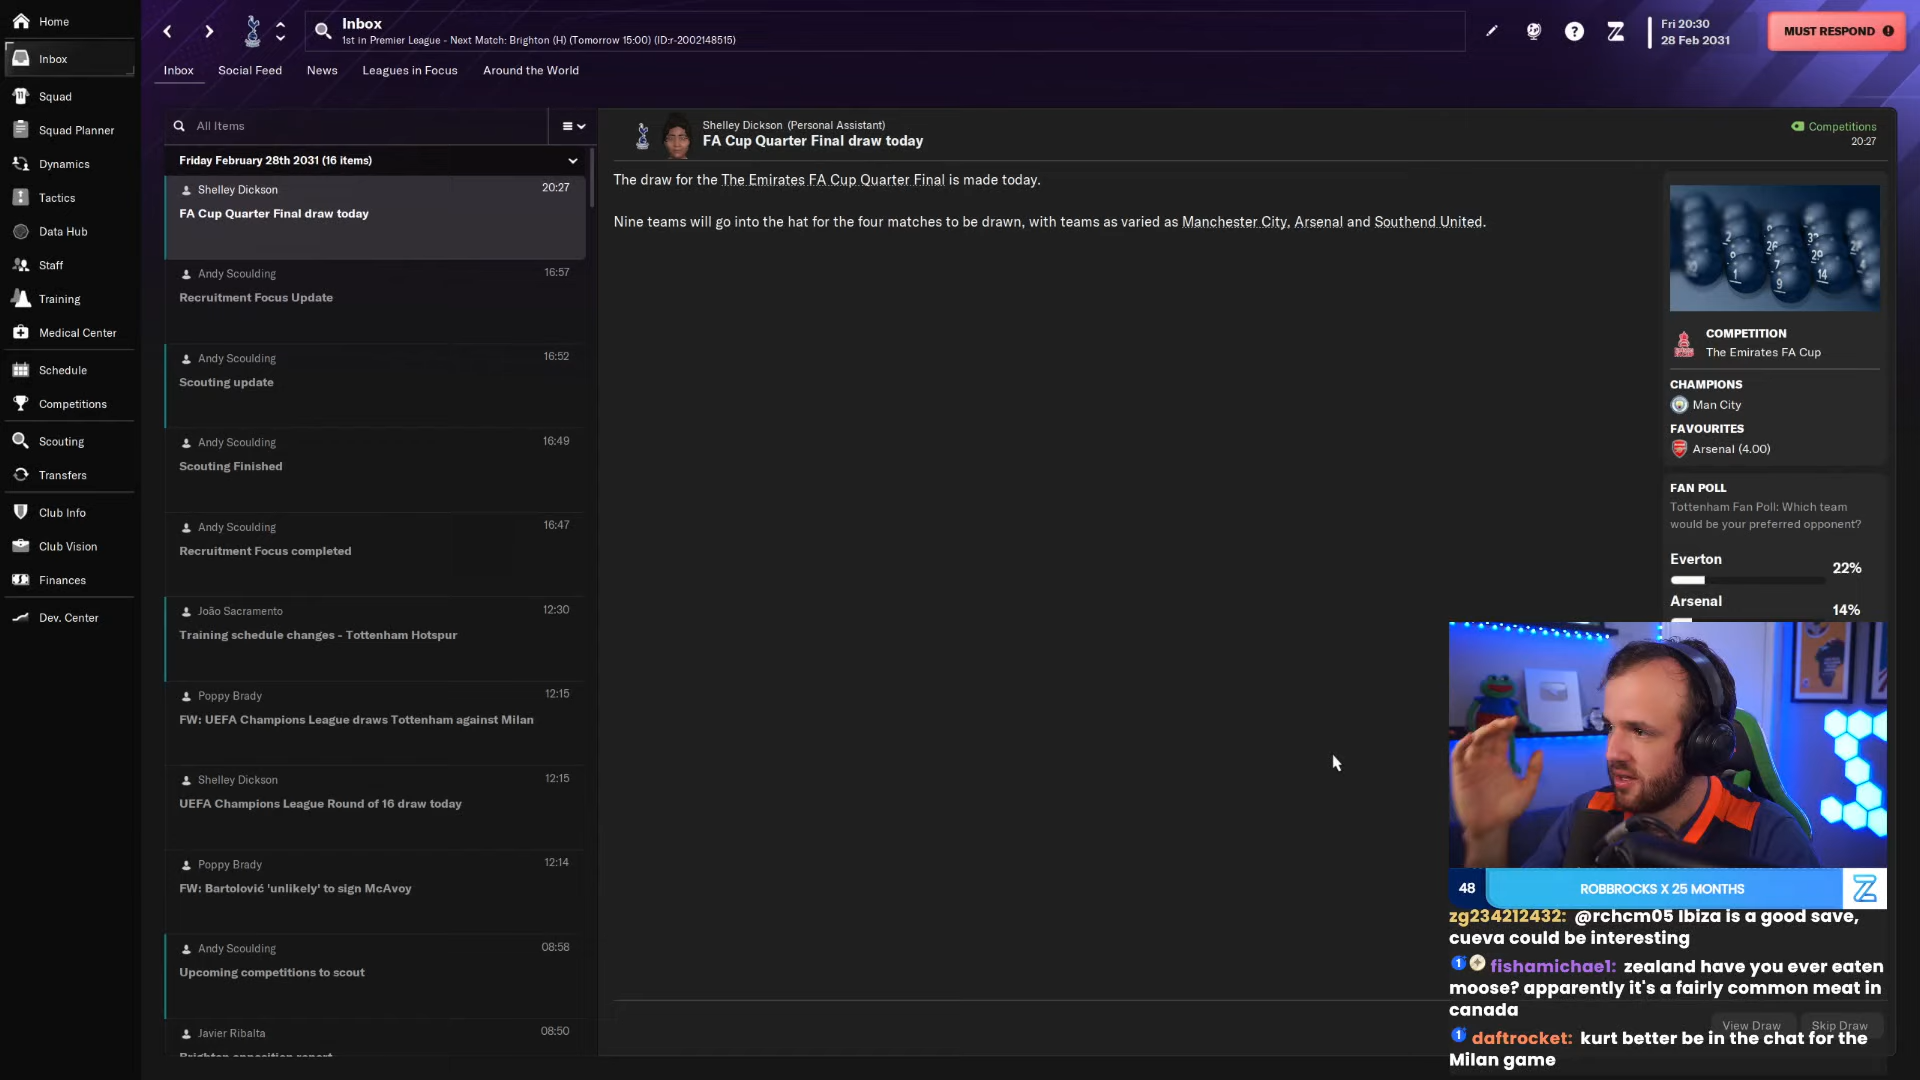 Home
Inbox
Squad
Squad Planner
Dynamics
Tactics
Data Hub
Staff
Training
Medical Center
Schedule
Competitions
Scouting
Transfers
Club Info
Club Vision
Finances
Dev. Center
Inbox
1st in Premier League - Next Match: Brighton (H) (Tomorrow 15:00) (ID:r-2002148515)
Fri 20:30
28 Feb 2031
MUST RESPOND
Inbox
Social Feed
News
Leagues in Focus
Around the World
All Items
Friday February 28th 2031 (16 items)
Shelley Dickson 20:27
FA Cup Quarter Final draw today
Andy Scoulding 16:57
Recruitment Focus Update
Andy Scoulding 16:52
Scouting update
Andy Scoulding 16:49
Scouting Finished
Andy Scoulding 16:47
Recruitment Focus completed
João Sacramento 12:30
Training schedule changes - Tottenham Hotspur
Poppy Brady 12:15
FW: UEFA Champions League draws Tottenham against Milan
Shelley Dickson 12:15
UEFA Champions League Round of 16 draw today
Poppy Brady 12:14
FW: Bartolović 'unlikely' to sign McAvoy
Andy Scoulding 08:58
Upcoming competitions to scout
Javier Ribalta 08:50
Brighton opposition report
Shelley Dickson (Personal Assistant)
FA Cup Quarter Final draw today
Competitions
20:27
The draw for the The Emirates FA Cup Quarter Final is made today.
Nine teams will go into the hat for the four matches to be drawn, with teams as varied as Manchester City, Arsenal and Southend United.
COMPETITION
The Emirates FA Cup
CHAMPIONS
Man City
FAVOURITES
Arsenal (4.00)
FAN POLL
Tottenham Fan Poll: Which team
would be your preferred opponent?
Everton
22%
Arsenal
14%
48
ROBBROCKS X 25 MONTHS
zg234212432: @rchcm05 Ibiza is a good save,
cueva could be interesting
fishamichael: zealand have you ever eaten
moose? apparently it's a fairly common meat in
canada
View Draw
Skip Draw
daftrocket: kurt better be in the chat for the
Milan game